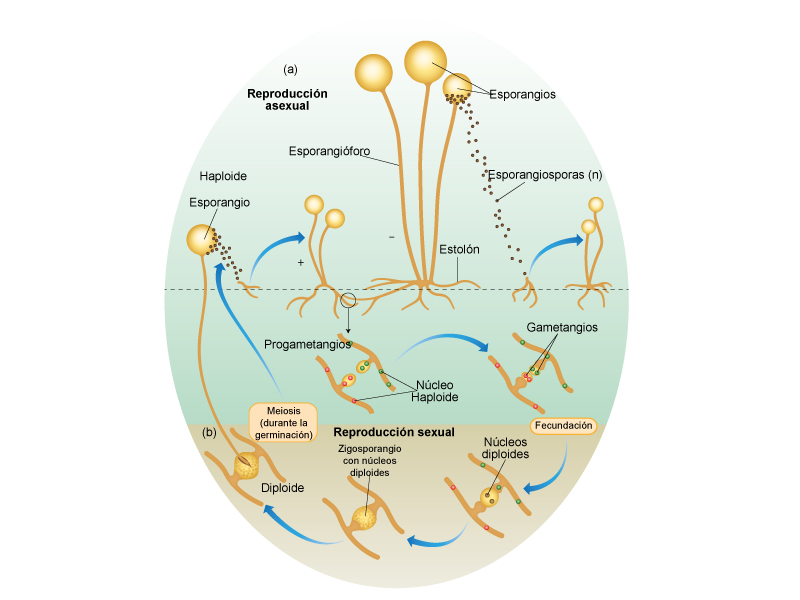 (a)
Reproducción
asexual
Esporangios
Esporangióforo
Haploide
Esporangiosporas (n)
Esporangio
–
Estolón
+
Gametangios
Progametangios
Núcleo
Haploide
Meiosis
(durante la
germinación)
Fecundación
(b)
Reproducción sexual
Zigosporangio
con núcleos
diploides
Núcleos
diploides
Diploide